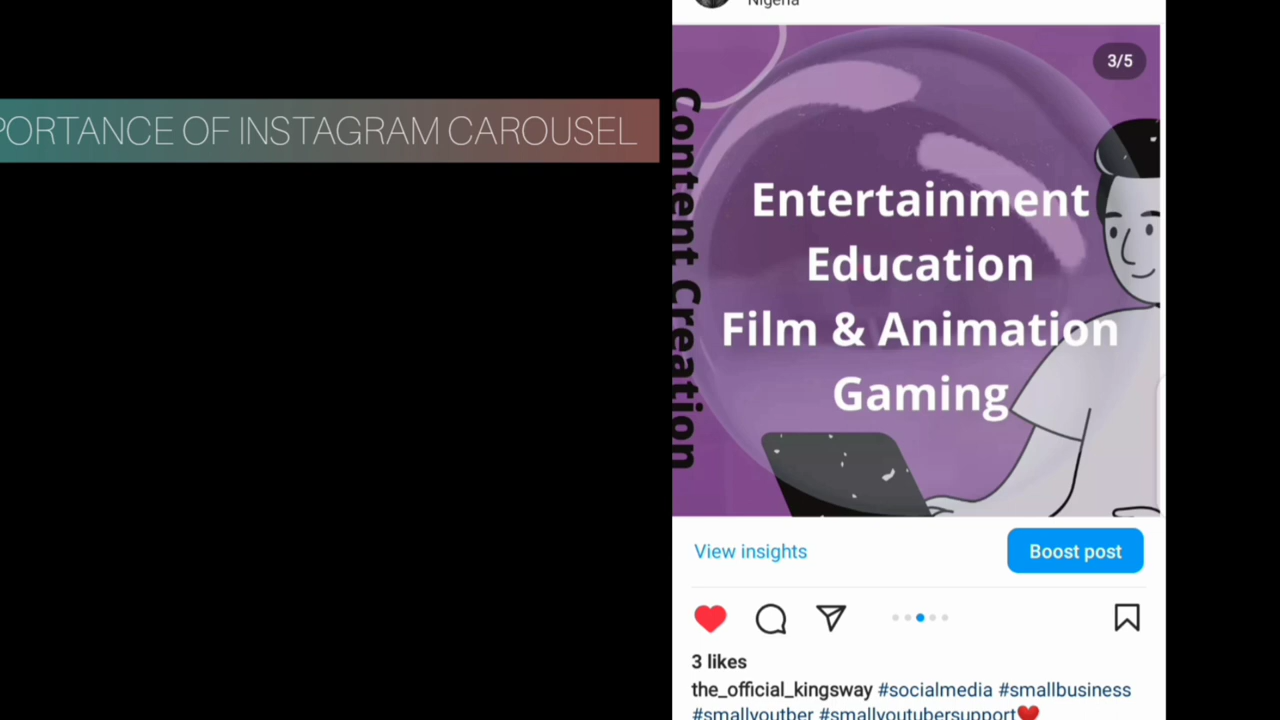 PORTANCE OF INSTAGRAM CAROUSEL
Nigeria
3/5
Content Creation
Entertainment
Education
Film & Animation
Gaming
View insights
Boost post
3 likes
the_official_kingsway #socialmedia #smallbusiness
#smallyoutber #smallyoutubersupport❤️